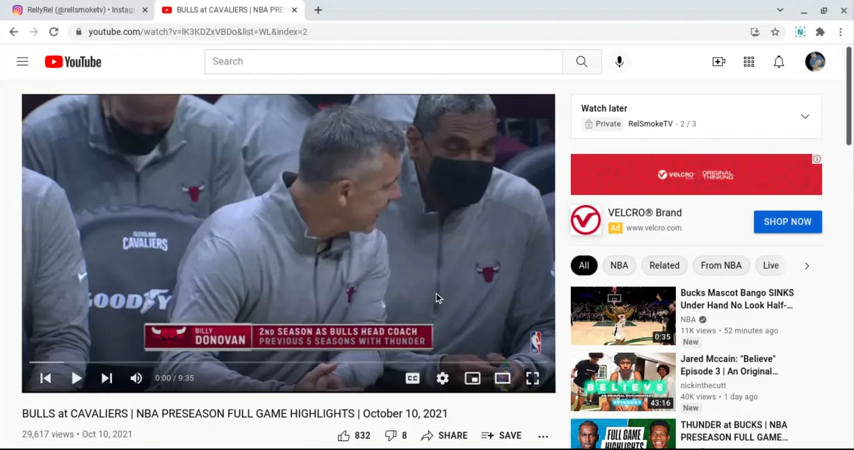 RellyRel (@rellsmoketv) • Instag
BULLS at CAVALIERS | NBA PRES
youtube.com/watch?v=lK3KDZxVBDo&list=WL&index=2
YouTube
Search
CLEVELAND
CAVALIERS
BILLY
DONOVAN
2ND SEASON AS BULLS HEAD COACH
PREVIOUS 5 SEASONS WITH THUNDER
0:00 / 9:35
CC
BULLS at CAVALIERS | NBA PRESEASON FULL GAME HIGHLIGHTS | October 10, 2021
29,617 views • Oct 10, 2021
832
8
SHARE
SAVE
Watch later
Private RelSmokeTV - 2 / 3
VELCRO ORIGINAL
THINKING
VELCRO® Brand
Ad www.velcro.com
SHOP NOW
All
NBA
Related
From NBA
Live
Bucks Mascot Bango SINKS
Under Hand No Look Half-...
NBA
11K views • 52 minutes ago
New
0:35
Jared Mccain: "Believe"
Episode 3 | An Original...
nickinthecutt
40K views • 1 day ago
New
BELIEVE
43:16
THUNDER at BUCKS | NBA
PRESEASON FULL GAME...
FULL GAME